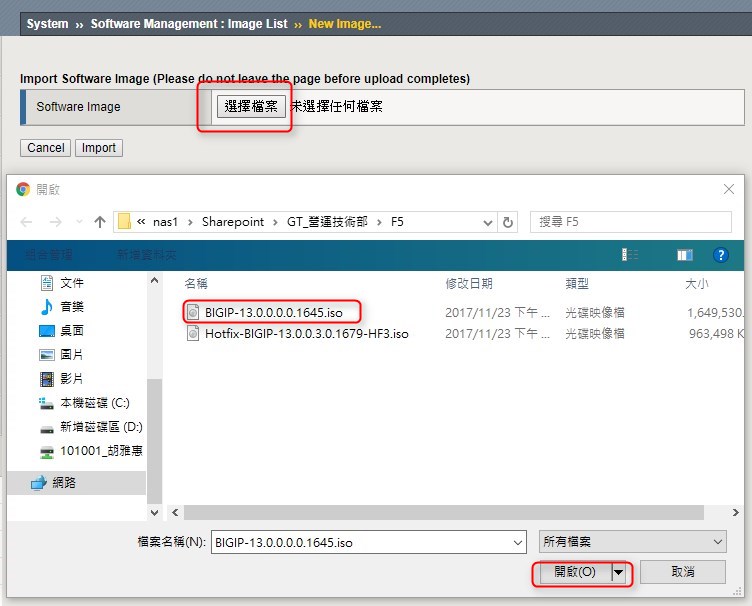 System ›› Software Management : Image List ›› New Image...
Import Software Image (Please do not leave the page before upload completes)
Software Image 選擇檔案 未選擇任何檔案
Cancel Import
開啟
« nas1 › Sharepoint › GT_營運技術部 › F5 搜尋 F5
組合管理 新增資料夾 ?
名稱 修改日期 類型 大小
文件
音樂
桌面
圖片
影片
本機磁碟 (C:)
新增磁碟區 (D:)
101001_胡雅惠
網路
BIGIP-13.0.0.0.0.1645.iso 2017/11/23 下午 ... 光碟映像檔 1,649,530...
Hotfix-BIGIP-13.0.0.3.0.1679-HF3.iso 2017/11/23 下午 ... 光碟映像檔 963,498 K
檔案名稱(N): BIGIP-13.0.0.0.0.1645.iso 所有檔案
開啟(O) 取消